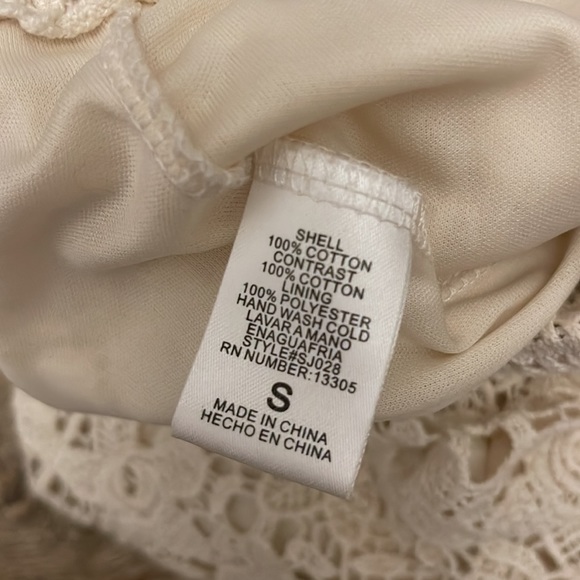 SHELL
100% COTTON
CONTRAST
100% COTTON
LINING
100% POLYESTER
HAND WASH COLD
LAVAR A MANO
ENAGUAFRIA
STYLE#SJ028
RN NUMBER:13305
S
MADE IN CHINA
HECHO EN CHINA